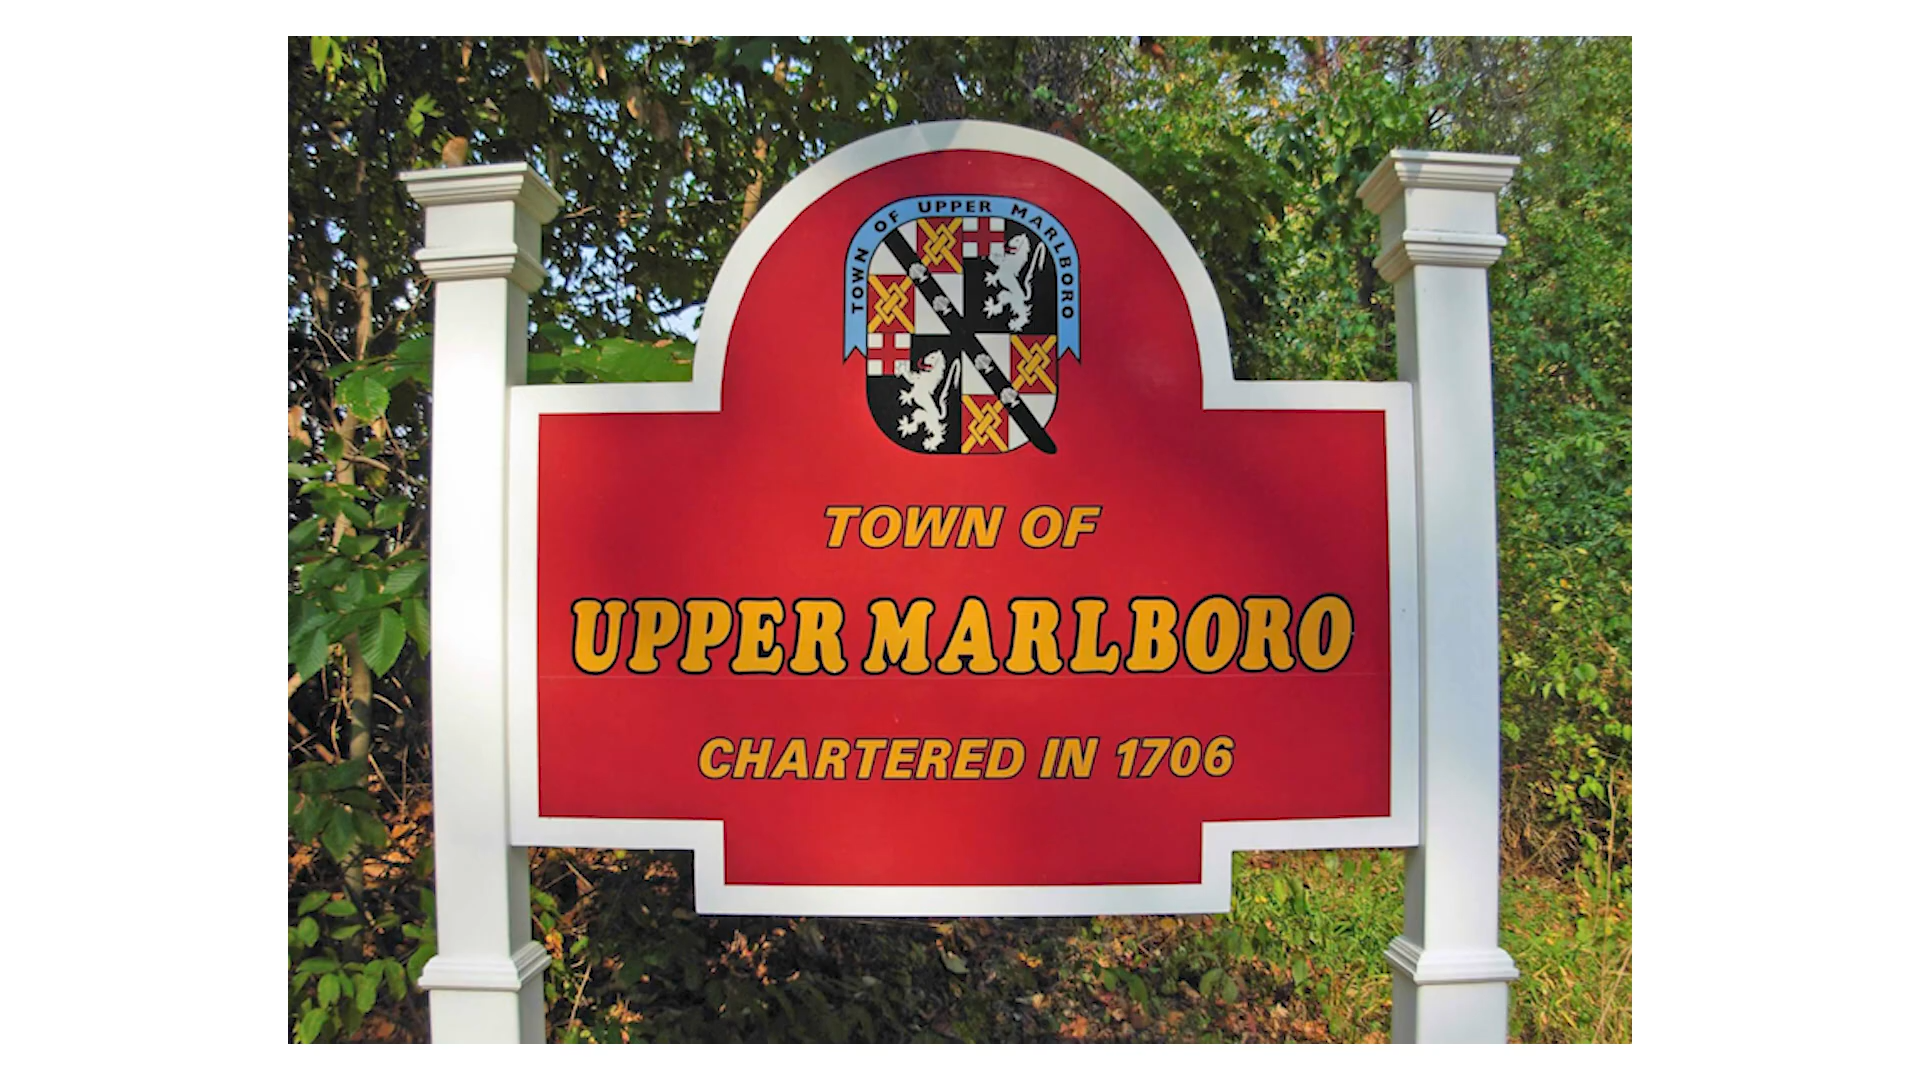 TOWN OF UPPER MARLBORO
TOWN OF
UPPER MARLBORO
CHARTERED IN 1706